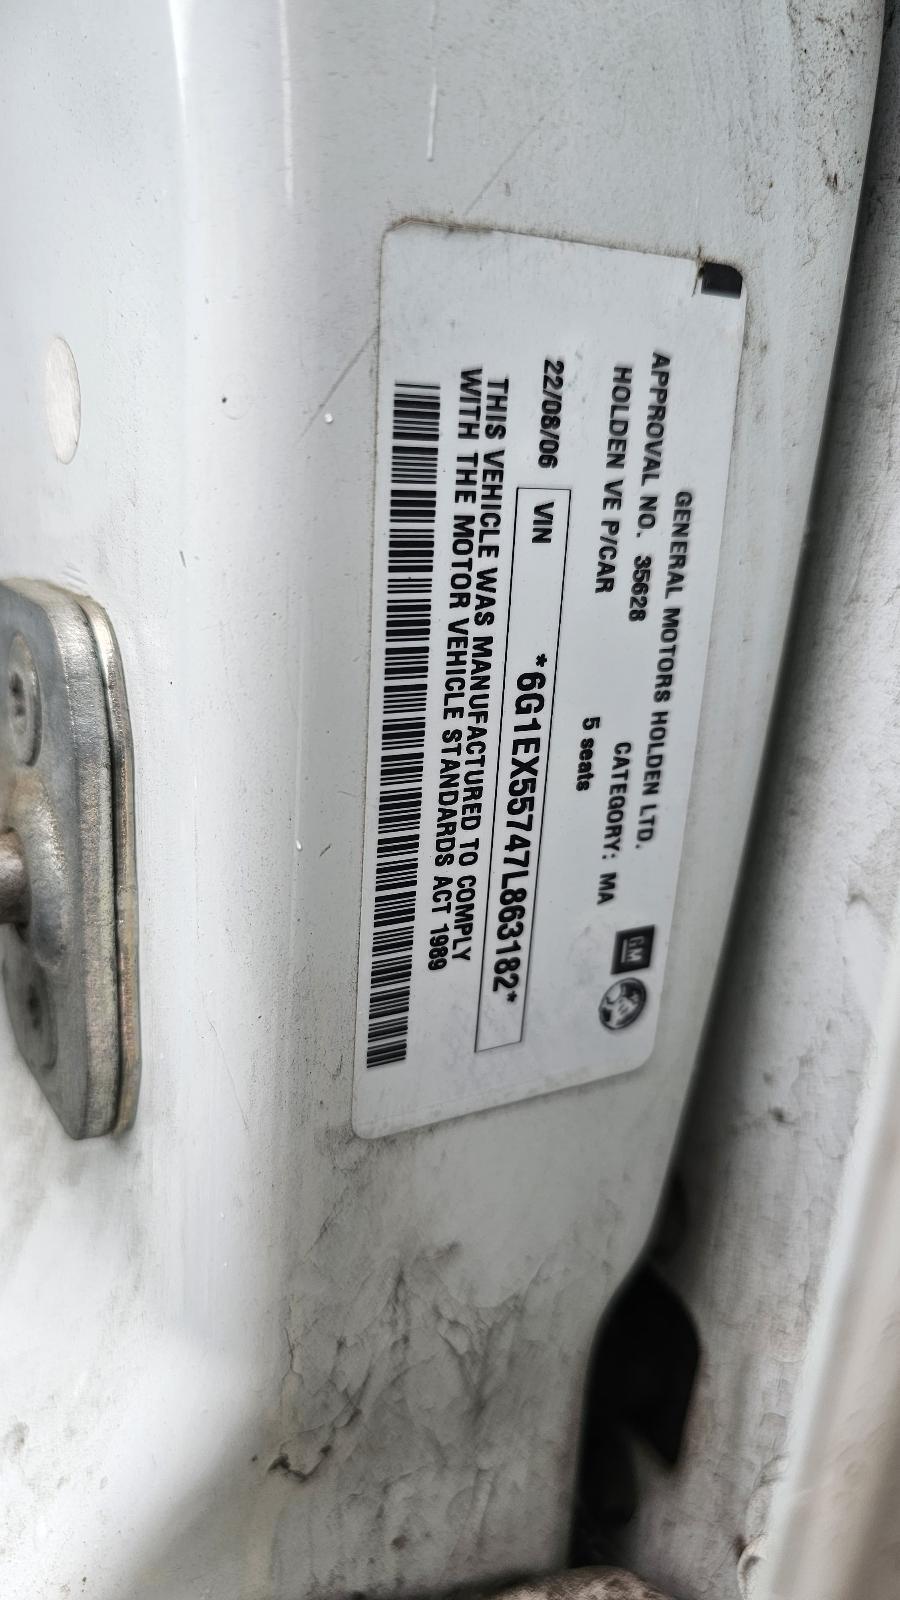 GENERAL MOTORS HOLDEN LTD.
APPROVAL NO. 35628 CATEGORY: MA
HOLDEN VE P/CAR 5 seats
GM
22/08/06 VIN *6G1EX55747L863182*
THIS VEHICLE WAS MANUFACTURED TO COMPLY
WITH THE MOTOR VEHICLE STANDARDS ACT 1989